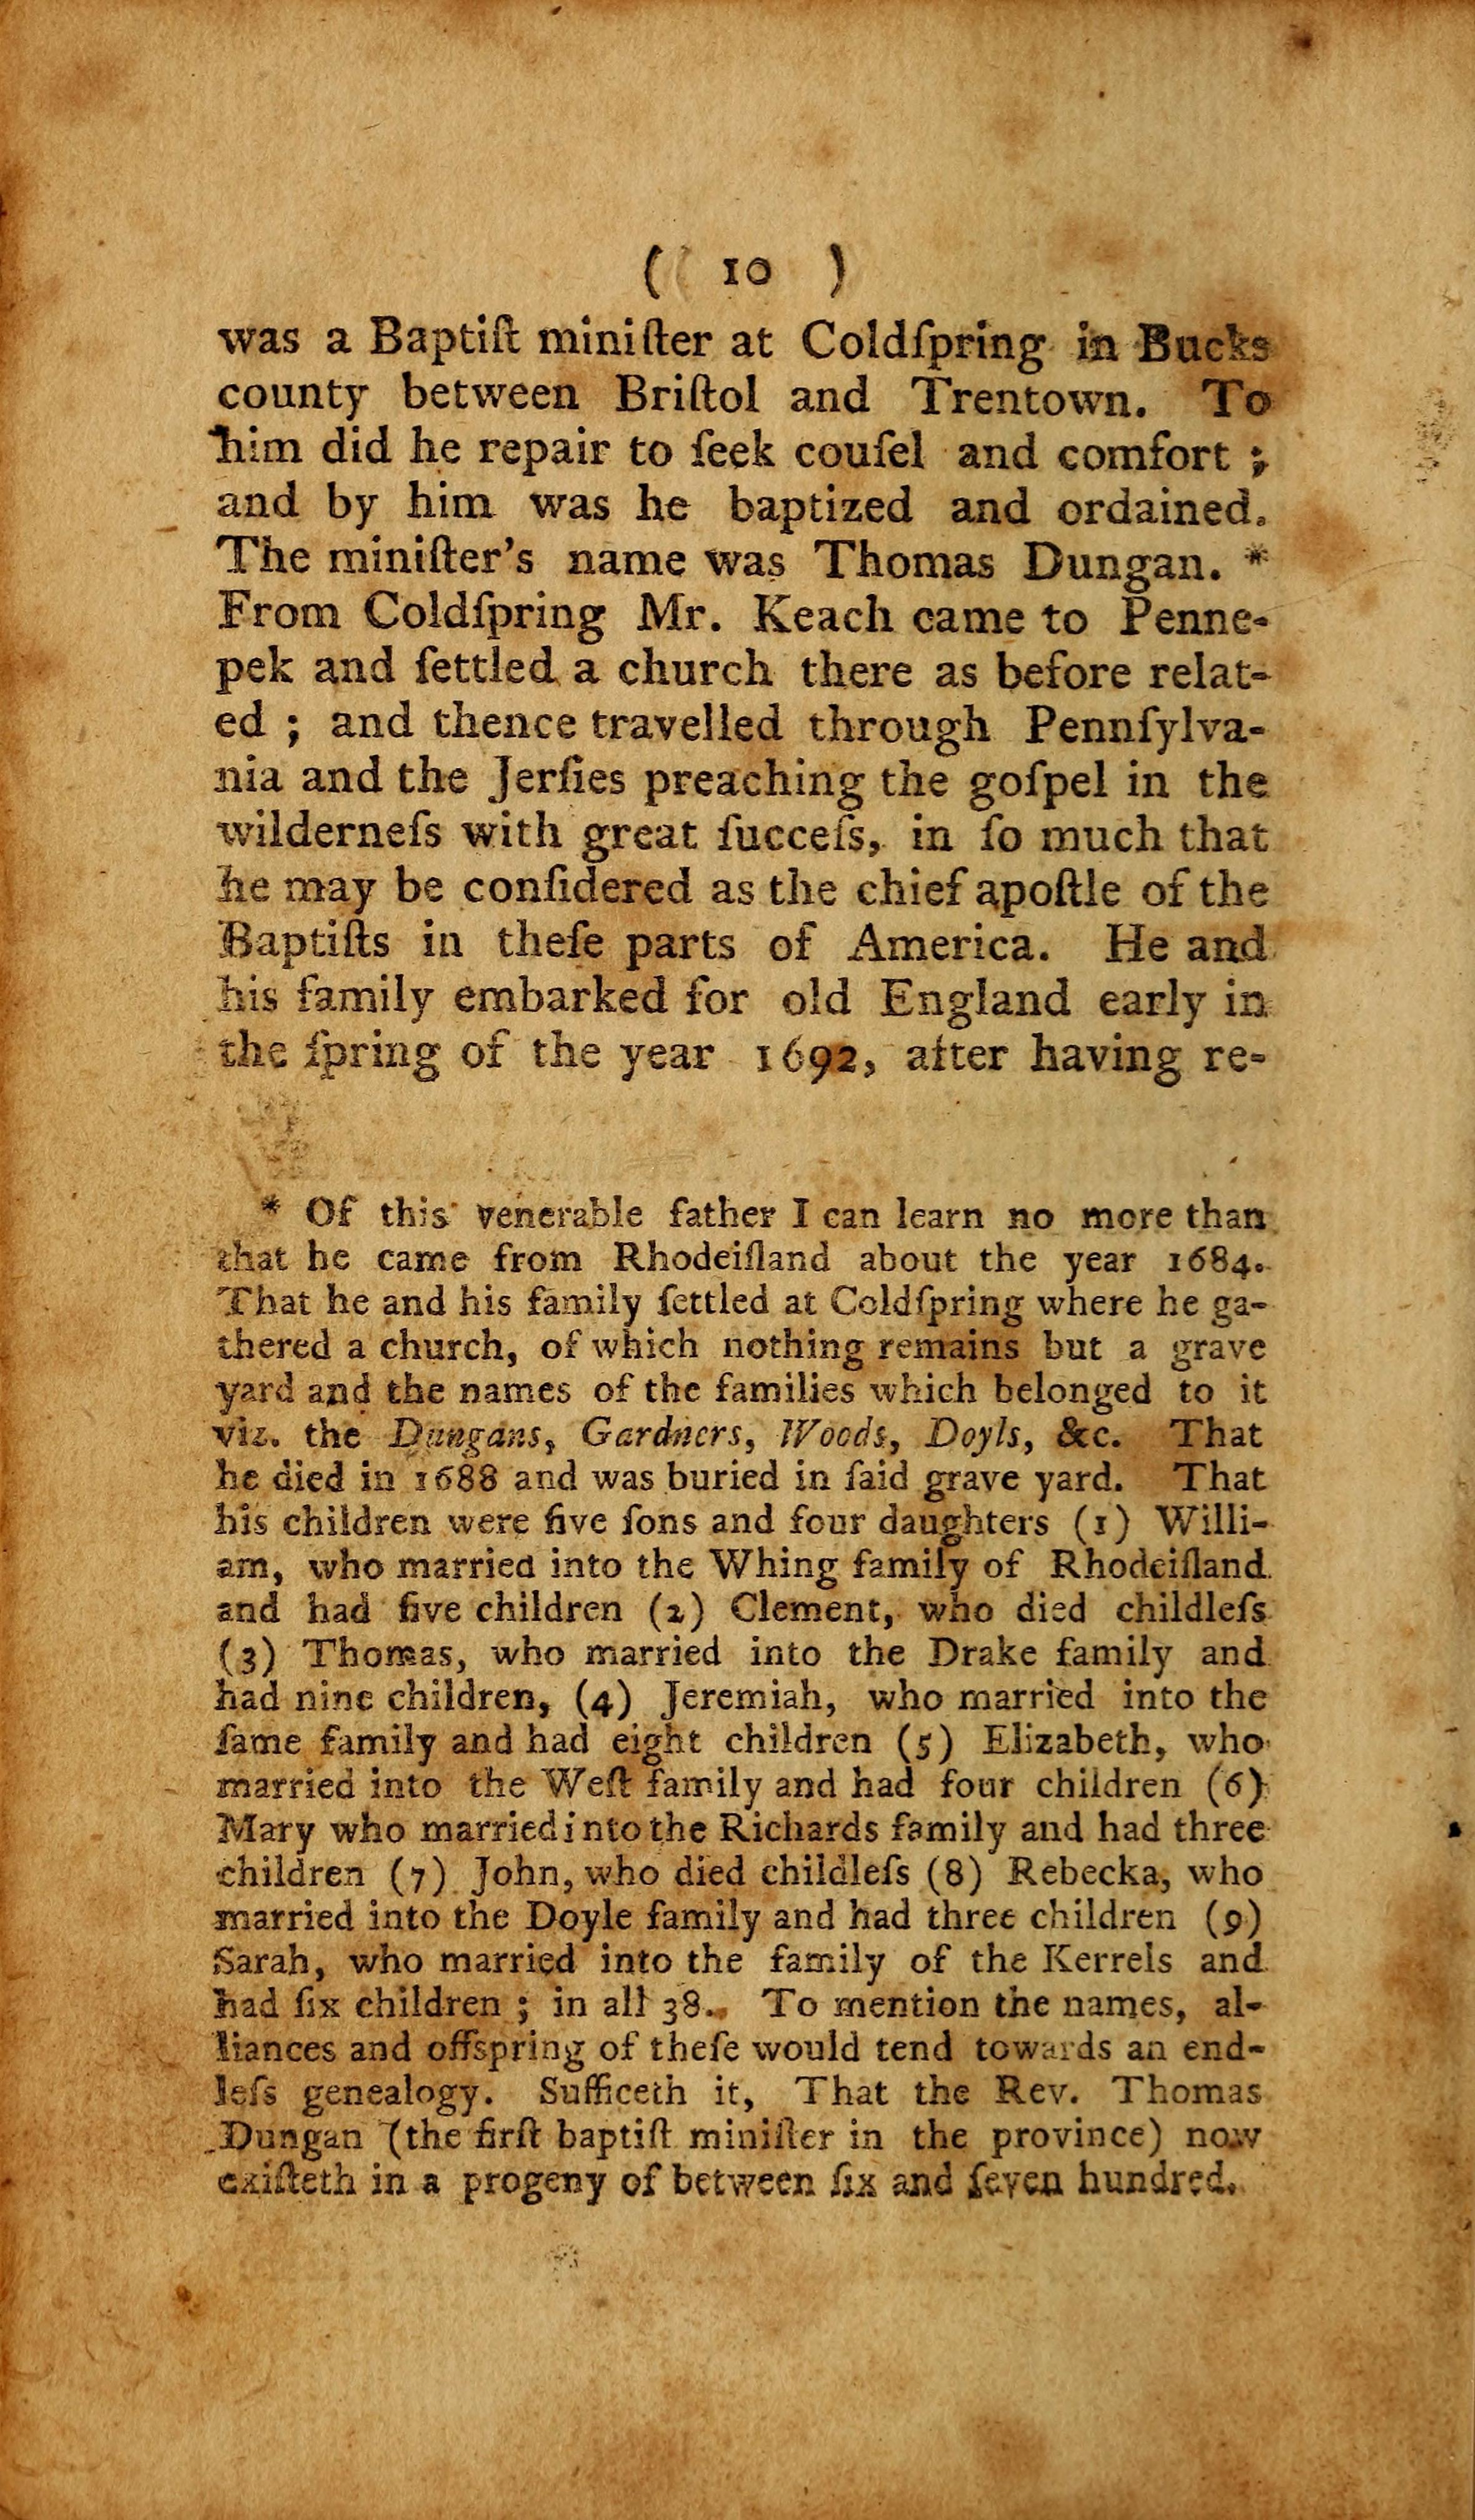 ( 10 )
was a Baptiſt miniſter at Coldſpring in Bucks
county between Briſtol and Trentown. To
him did he repair to ſeek couſel and comfort ;
and by him was he baptized and ordained.
The miniſter's name was Thomas Dungan. *
From Coldſpring Mr. Keach came to Penne-
pek and ſettled a church there as before relat-
ed ; and thence travelled through Pennſylva-
nia and the Jerſies preaching the goſpel in the
wilderneſs with great ſucceſs, in ſo much that
he may be conſidered as the chief apoſtle of the
Baptiſts in theſe parts of America. He and
his family embarked for old England early in
the ſpring of the year 1692, after having re-
* Of this venerable father I can learn no more than
that he came from Rhodeiſland about the year 1684.
That he and his family ſettled at Coldſpring where he ga-
thered a church, of which nothing remains but a grave
yard and the names of the families which belonged to it
viz. the Dungans, Gardners, Woods, Doyls, &c. That
he died in 1688 and was buried in ſaid grave yard. That
his children were five ſons and four daughters (1) Willi-
am, who married into the Whing family of Rhodeiſland
and had five children (2) Clement, who died childleſs
(3) Thomas, who married into the Drake family and
had nine children, (4) Jeremiah, who married into the
ſame family and had eight children (5) Elizabeth, who
married into the Weſt family and had four children (6)
Mary who married into the Richards family and had three
children (7) John, who died childleſs (8) Rebecka, who
married into the Doyle family and had three children (9)
Sarah, who married into the family of the Kerrels and
had ſix children ; in all 38. To mention the names, al-
liances and offspring of theſe would tend towards an end-
leſs genealogy. Sufficeth it, That the Rev. Thomas
Dungan (the firſt baptiſt miniſter in the province) now
exiſteth in a progeny of between ſix and ſeven hundred.